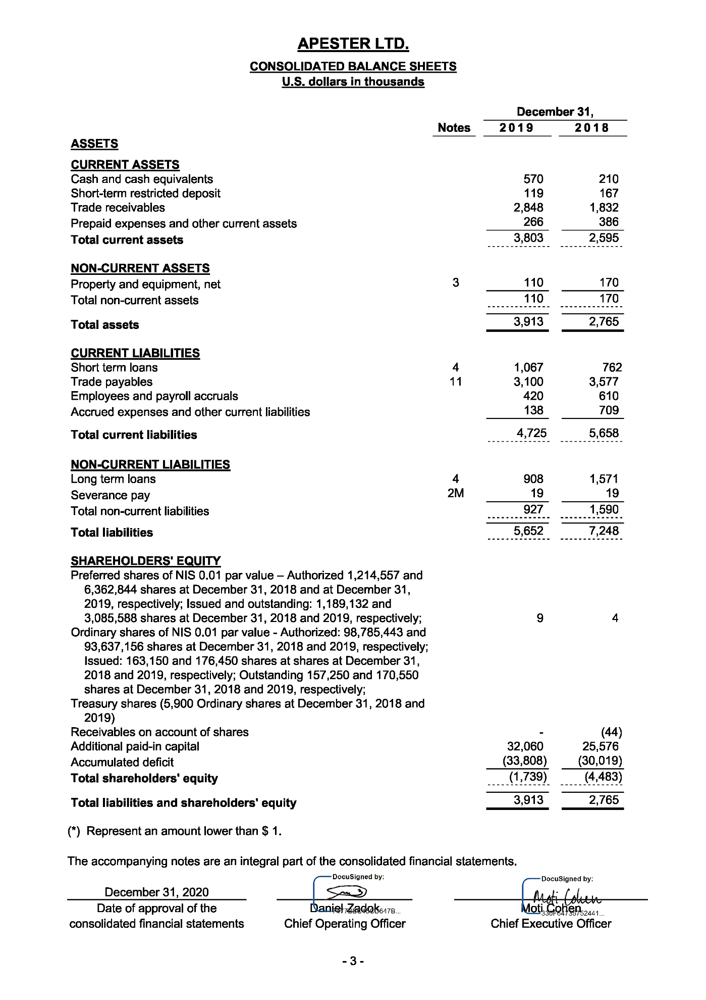 APESTER LTD.
CONSOLIDATED BALANCE SHEETS
U.S. dollars in thousands
December 31,
Notes 2019 2018
ASSETS
CURRENT ASSETS
Cash and cash equivalents 570 210
Short-term restricted deposit 119 167
Trade receivables 2,848 1,832
Prepaid expenses and other current assets 266 386
Total current assets 3,803 2,595
NON-CURRENT ASSETS
Property and equipment, net 3 110 170
Total non-current assets 110 170
Total assets 3,913 2,765
CURRENT LIABILITIES
Short term loans 4 1,067 762
Trade payables 11 3,100 3,577
Employees and payroll accruals 420 610
Accrued expenses and other current liabilities 138 709
Total current liabilities 4,725 5,658
NON-CURRENT LIABILITIES
Long term loans 4 908 1,571
Severance pay 2M 19 19
Total non-current liabilities 927 1,590
Total liabilities 5,652 7,248
SHAREHOLDERS' EQUITY
Preferred shares of NIS 0.01 par value – Authorized 1,214,557 and
6,362,844 shares at December 31, 2018 and at December 31,
2019, respectively; Issued and outstanding: 1,189,132 and
3,085,588 shares at December 31, 2018 and 2019, respectively; 9 4
Ordinary shares of NIS 0.01 par value - Authorized: 98,785,443 and
93,637,156 shares at December 31, 2018 and 2019, respectively;
Issued: 163,150 and 176,450 shares at shares at December 31,
2018 and 2019, respectively; Outstanding 157,250 and 170,550
shares at December 31, 2018 and 2019, respectively;
Treasury shares (5,900 Ordinary shares at December 31, 2018 and
2019)
Receivables on account of shares - (44)
Additional paid-in capital 32,060 25,576
Accumulated deficit (33,808) (30,019)
Total shareholders' equity (1,739) (4,483)
Total liabilities and shareholders' equity 3,913 2,765
(*) Represent an amount lower than $ 1.
The accompanying notes are an integral part of the consolidated financial statements.
DocuSigned by: DocuSigned by:
December 31, 2020 Moti Cohen
Date of approval of the Daniel Zadok Moti Cohen
consolidated financial statements Chief Operating Officer Chief Executive Officer
- 3 -